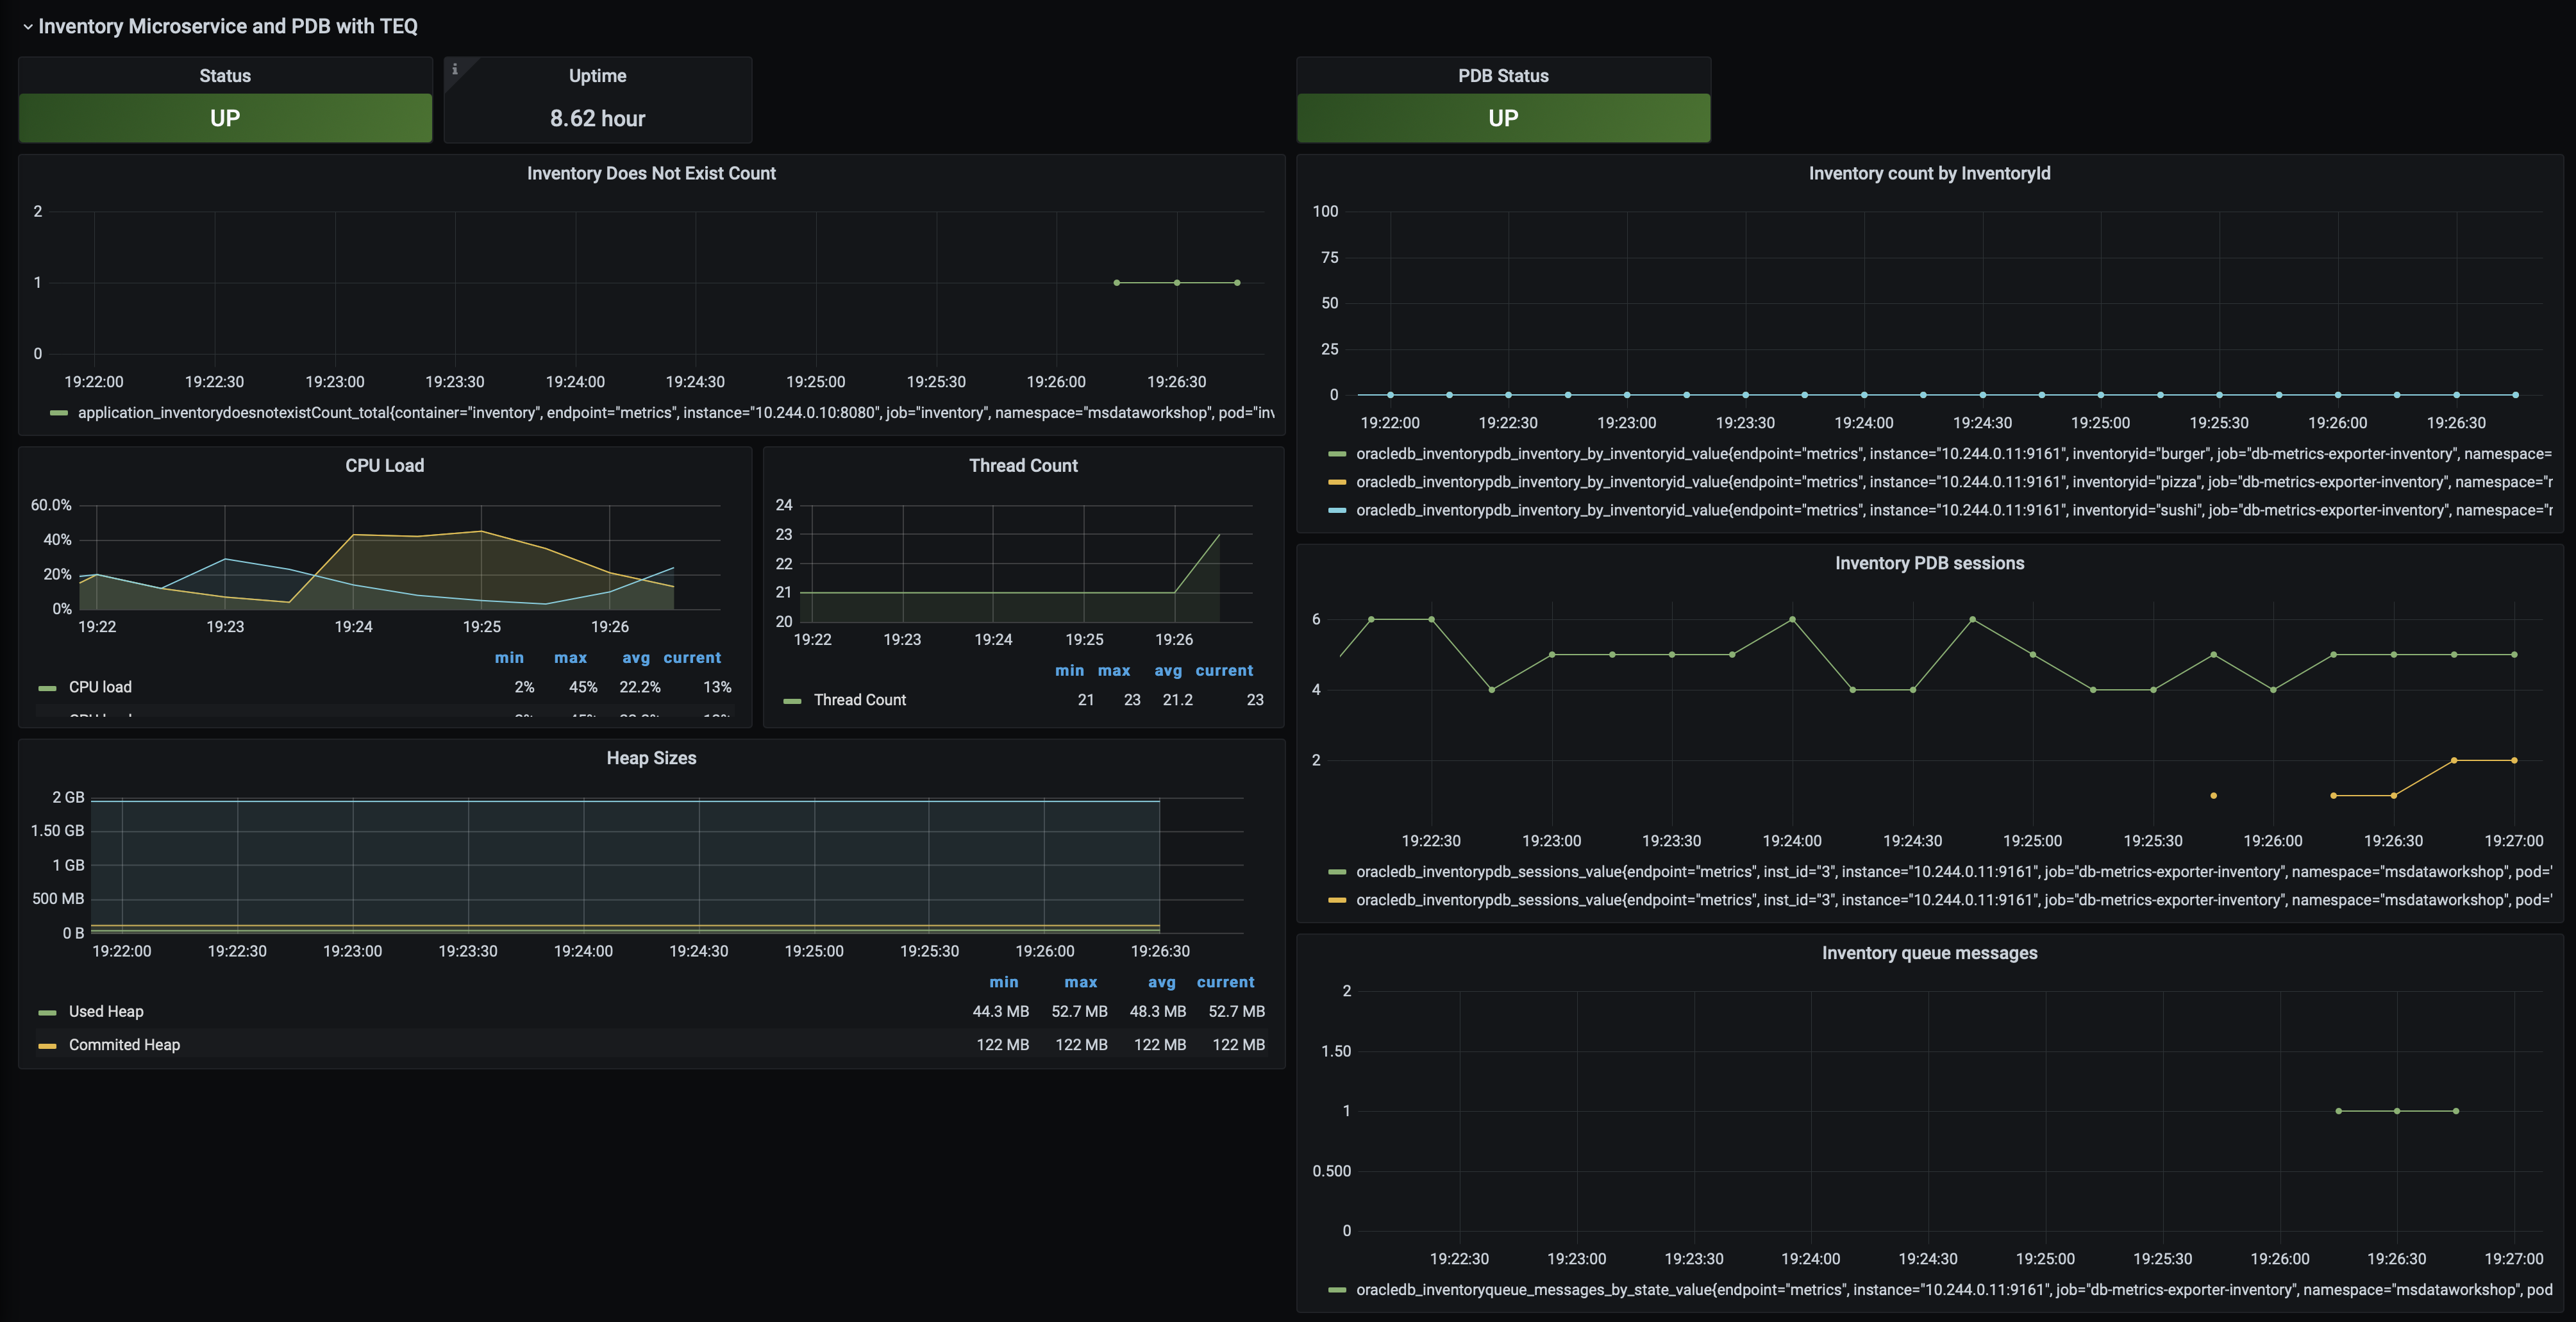 Inventory Microservice and PDB with TEQ
Status
UP
i
Uptime
8.62 hour
PDB Status
UP
Inventory Does Not Exist Count
2
1
0
19:22:00 19:22:30 19:23:00 19:23:30 19:24:00 19:24:30 19:25:00 19:25:30 19:26:00 19:26:30
application_inventorydoesnotexistCount_total{container="inventory", endpoint="metrics", instance="10.244.0.10:8080", job="inventory", namespace="msdataworkshop", pod="inv
Inventory count by InventoryId
100
75
50
25
0
19:22:00 19:22:30 19:23:00 19:23:30 19:24:00 19:24:30 19:25:00 19:25:30 19:26:00 19:26:30
oracledb_inventorypdb_inventory_by_inventoryid_value{endpoint="metrics", instance="10.244.0.11:9161", inventoryid="burger", job="db-metrics-exporter-inventory", namespace=
oracledb_inventorypdb_inventory_by_inventoryid_value{endpoint="metrics", instance="10.244.0.11:9161", inventoryid="pizza", job="db-metrics-exporter-inventory", namespace="
oracledb_inventorypdb_inventory_by_inventoryid_value{endpoint="metrics", instance="10.244.0.11:9161", inventoryid="sushi", job="db-metrics-exporter-inventory", namespace="
CPU Load
60.0%
40%
20%
0%
19:22 19:23 19:24 19:25 19:26
min max avg current
CPU load 2% 45% 22.2% 13%
Thread Count
24
23
22
21
20
19:22 19:23 19:24 19:25 19:26
min max avg current
Thread Count 21 23 21.2 23
Heap Sizes
2 GB
1.50 GB
1 GB
500 MB
0 B
19:22:00 19:22:30 19:23:00 19:23:30 19:24:00 19:24:30 19:25:00 19:25:30 19:26:00 19:26:30
min max avg current
Used Heap 44.3 MB 52.7 MB 48.3 MB 52.7 MB
Commited Heap 122 MB 122 MB 122 MB 122 MB
Inventory PDB sessions
6
4
2
19:22:30 19:23:00 19:23:30 19:24:00 19:24:30 19:25:00 19:25:30 19:26:00 19:26:30 19:27:00
oracledb_inventorypdb_sessions_value{endpoint="metrics", inst_id="3", instance="10.244.0.11:9161", job="db-metrics-exporter-inventory", namespace="msdataworkshop", pod="
oracledb_inventorypdb_sessions_value{endpoint="metrics", inst_id="3", instance="10.244.0.11:9161", job="db-metrics-exporter-inventory", namespace="msdataworkshop", pod="
Inventory queue messages
2
1.50
1
0.500
0
19:22:30 19:23:00 19:23:30 19:24:00 19:24:30 19:25:00 19:25:30 19:26:00 19:26:30 19:27:00
oracledb_inventoryqueue_messages_by_state_value{endpoint="metrics", instance="10.244.0.11:9161", job="db-metrics-exporter-inventory", namespace="msdataworkshop", pod